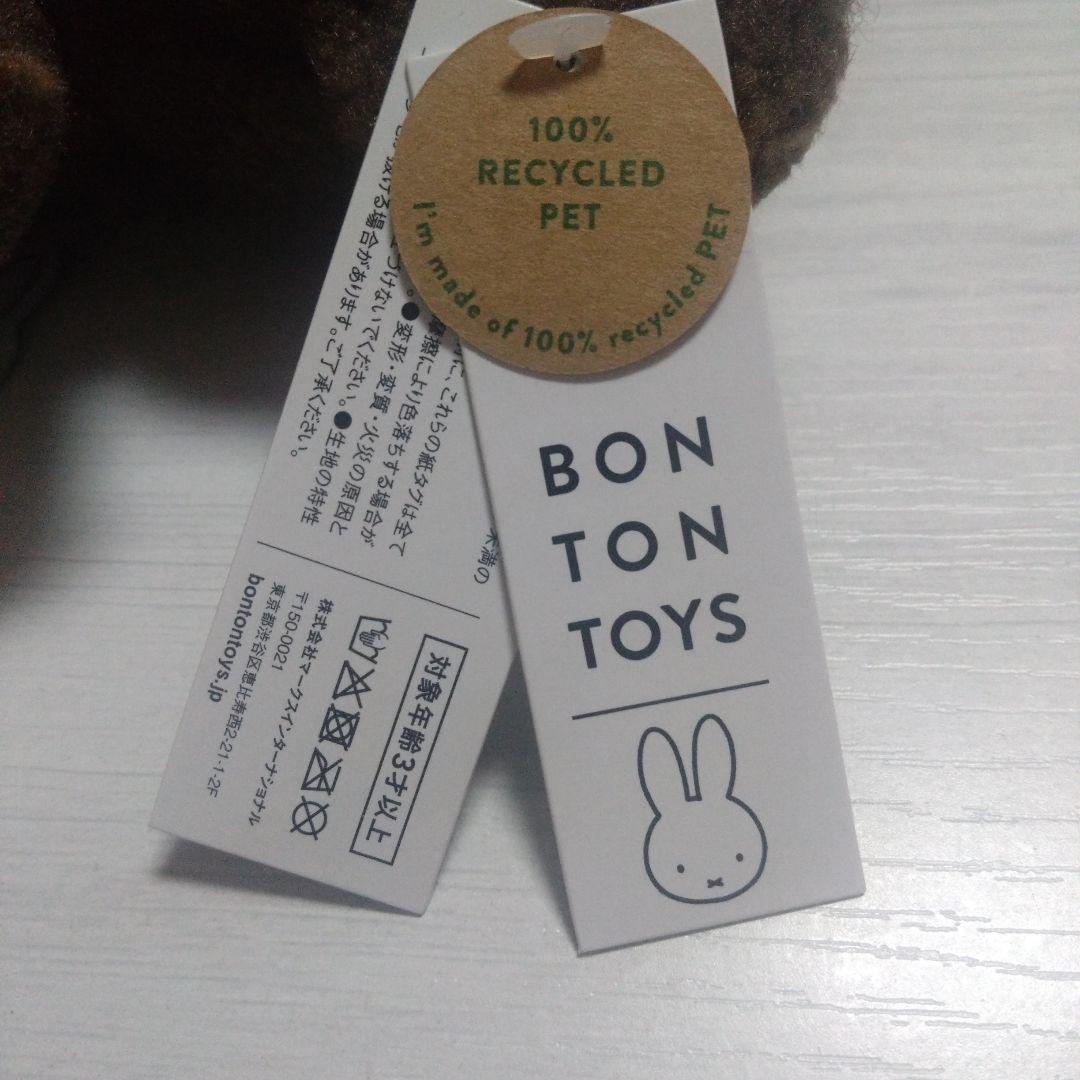 100%
RECYCLED
PET
I'm made of 100% recycled PET
BON
TON
TOYS
未満の
に、これらの紙タグは全て
摩擦により色落ちする場合が
づけないでください。●変形・変質・火災の原因と
抜ける場合があります。ご了承ください。●生地の特性
対象年齢3才以上
株式会社マークスインターナショナル
〒150-0021
東京都渋谷区恵比寿西2-21-1-2F
bontontoys.jp